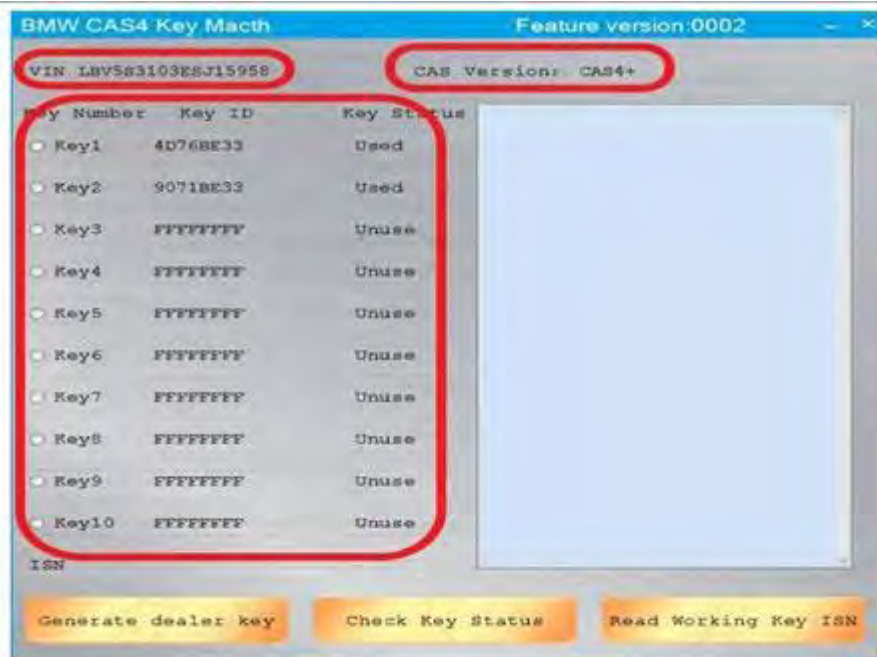 BMW CAS4 Key Macth Feature version:0002
VIN LBV5S3103ESJ15958 CAS Version: CAS4+
Key Number Key ID Key Status
Key1 4D76BE33 Used
Key2 9071BE33 Used
Key3 FFFFFFFF Unuse
Key4 FFFFFFFF Unuse
Key5 FFFFFFFF Unuse
Key6 FFFFFFFF Unuse
Key7 FFFFFFFF Unuse
Key8 FFFFFFFF Unuse
Key9 FFFFFFFF Unuse
Key10 FFFFFFFF Unuse
ISN
Generate dealer key Check Key Status Read Working Key ISN